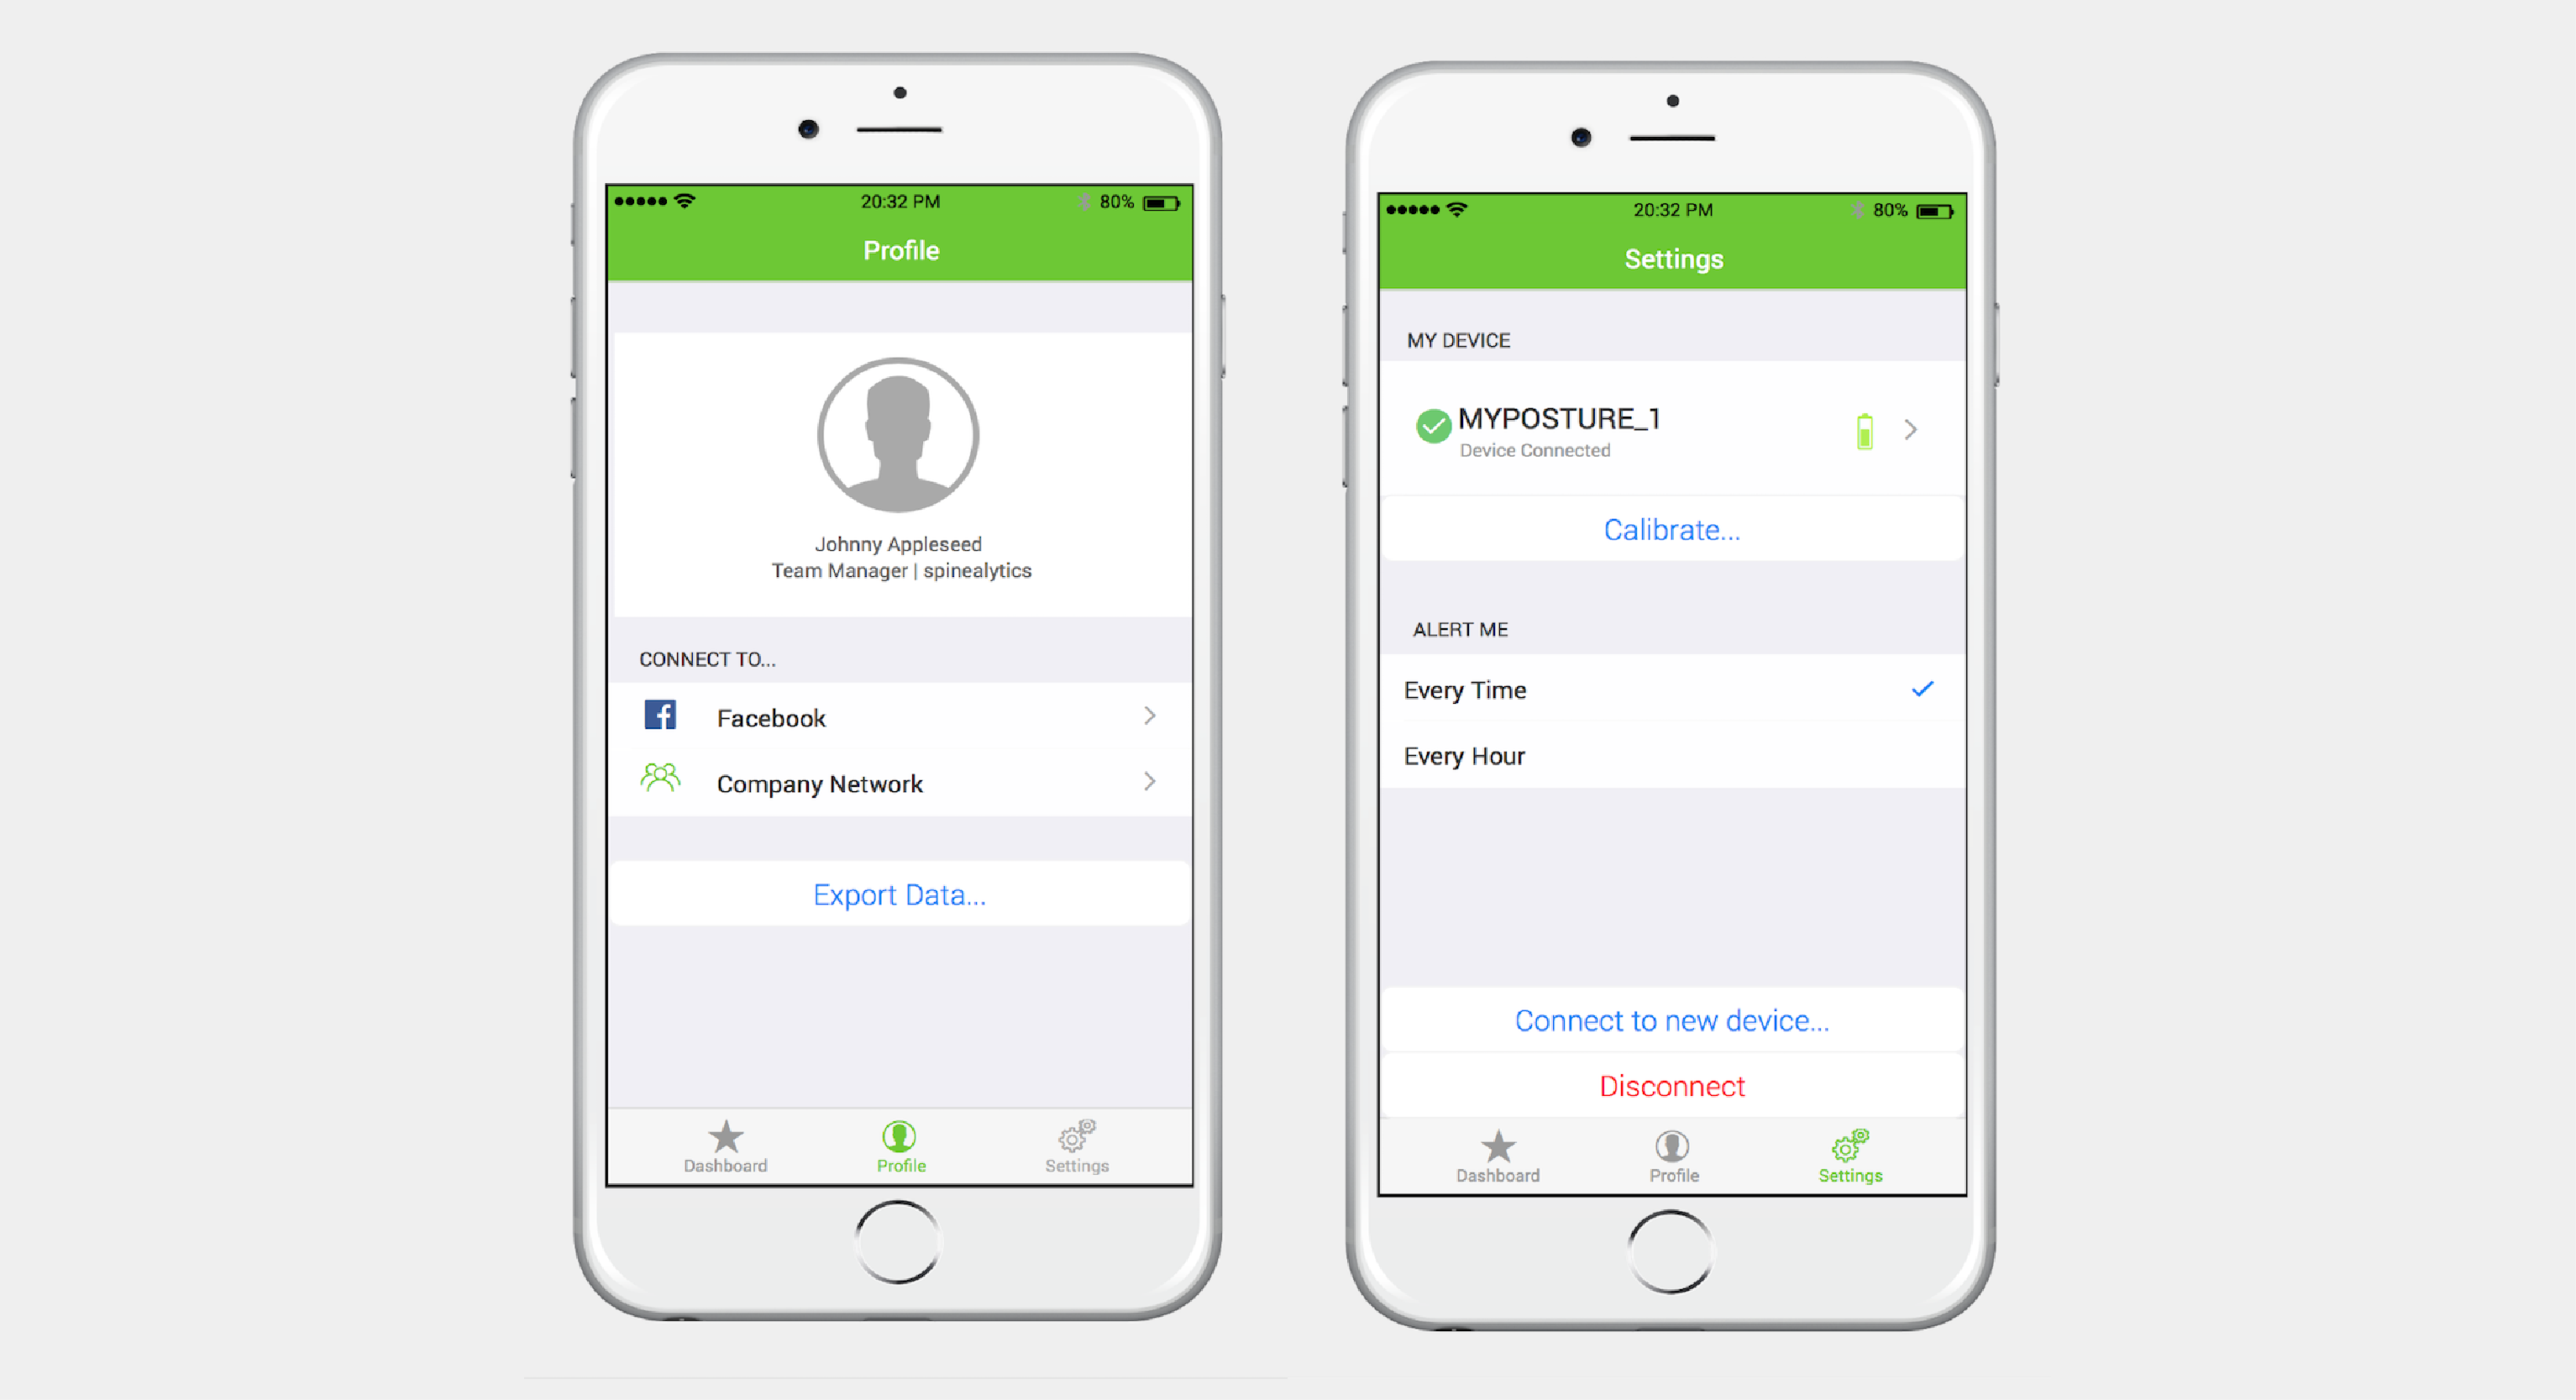 20:32 PM
80%
Profile
Johnny Appleseed
Team Manager | spinealytics
CONNECT TO...
Facebook
Company Network
Export Data...
Dashboard
Profile
Settings
20:32 PM
80%
Settings
MY DEVICE
MYPOSTURE_1
Device Connected
Calibrate...
ALERT ME
Every Time
Every Hour
Connect to new device...
Disconnect
Dashboard
Profile
Settings